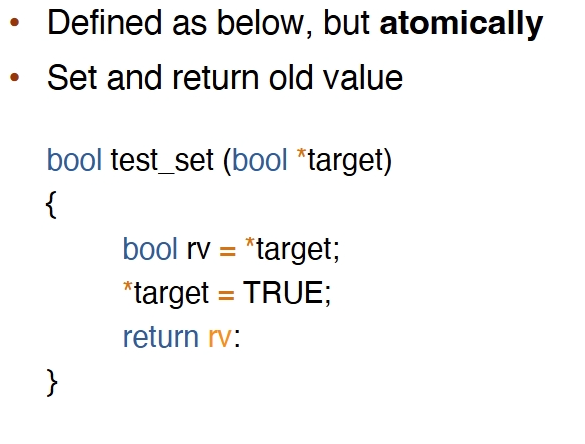 • Defined as below, but atomically
• Set and return old value
bool test_set (bool *target)
{
bool rv = *target;
*target = TRUE;
return rv:
}